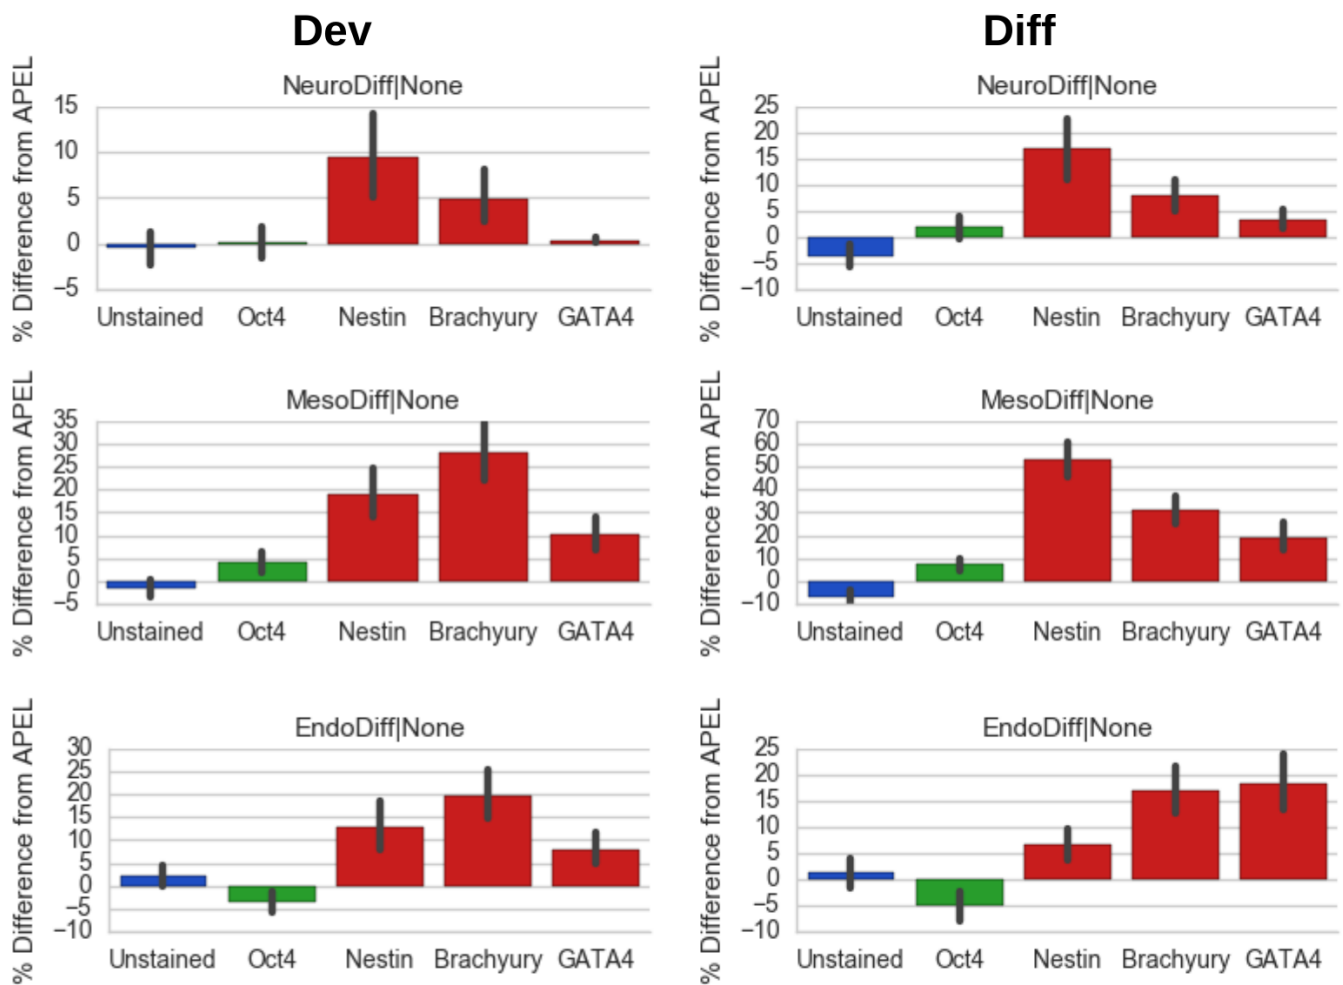 Dev
Diff
NeuroDiff|None
% Difference from APEL
15
10
5
0
−5
Unstained Oct4 Nestin Brachyury GATA4
NeuroDiff|None
% Difference from APEL
25
20
15
10
5
0
−5
−10
Unstained Oct4 Nestin Brachyury GATA4
MesoDiff|None
% Difference from APEL
35
30
25
20
15
10
5
0
−5
Unstained Oct4 Nestin Brachyury GATA4
MesoDiff|None
% Difference from APEL
70
60
50
40
30
20
10
0
−10
Unstained Oct4 Nestin Brachyury GATA4
EndoDiff|None
% Difference from APEL
30
25
20
15
10
5
0
−5
−10
Unstained Oct4 Nestin Brachyury GATA4
EndoDiff|None
% Difference from APEL
25
20
15
10
5
0
−5
−10
Unstained Oct4 Nestin Brachyury GATA4